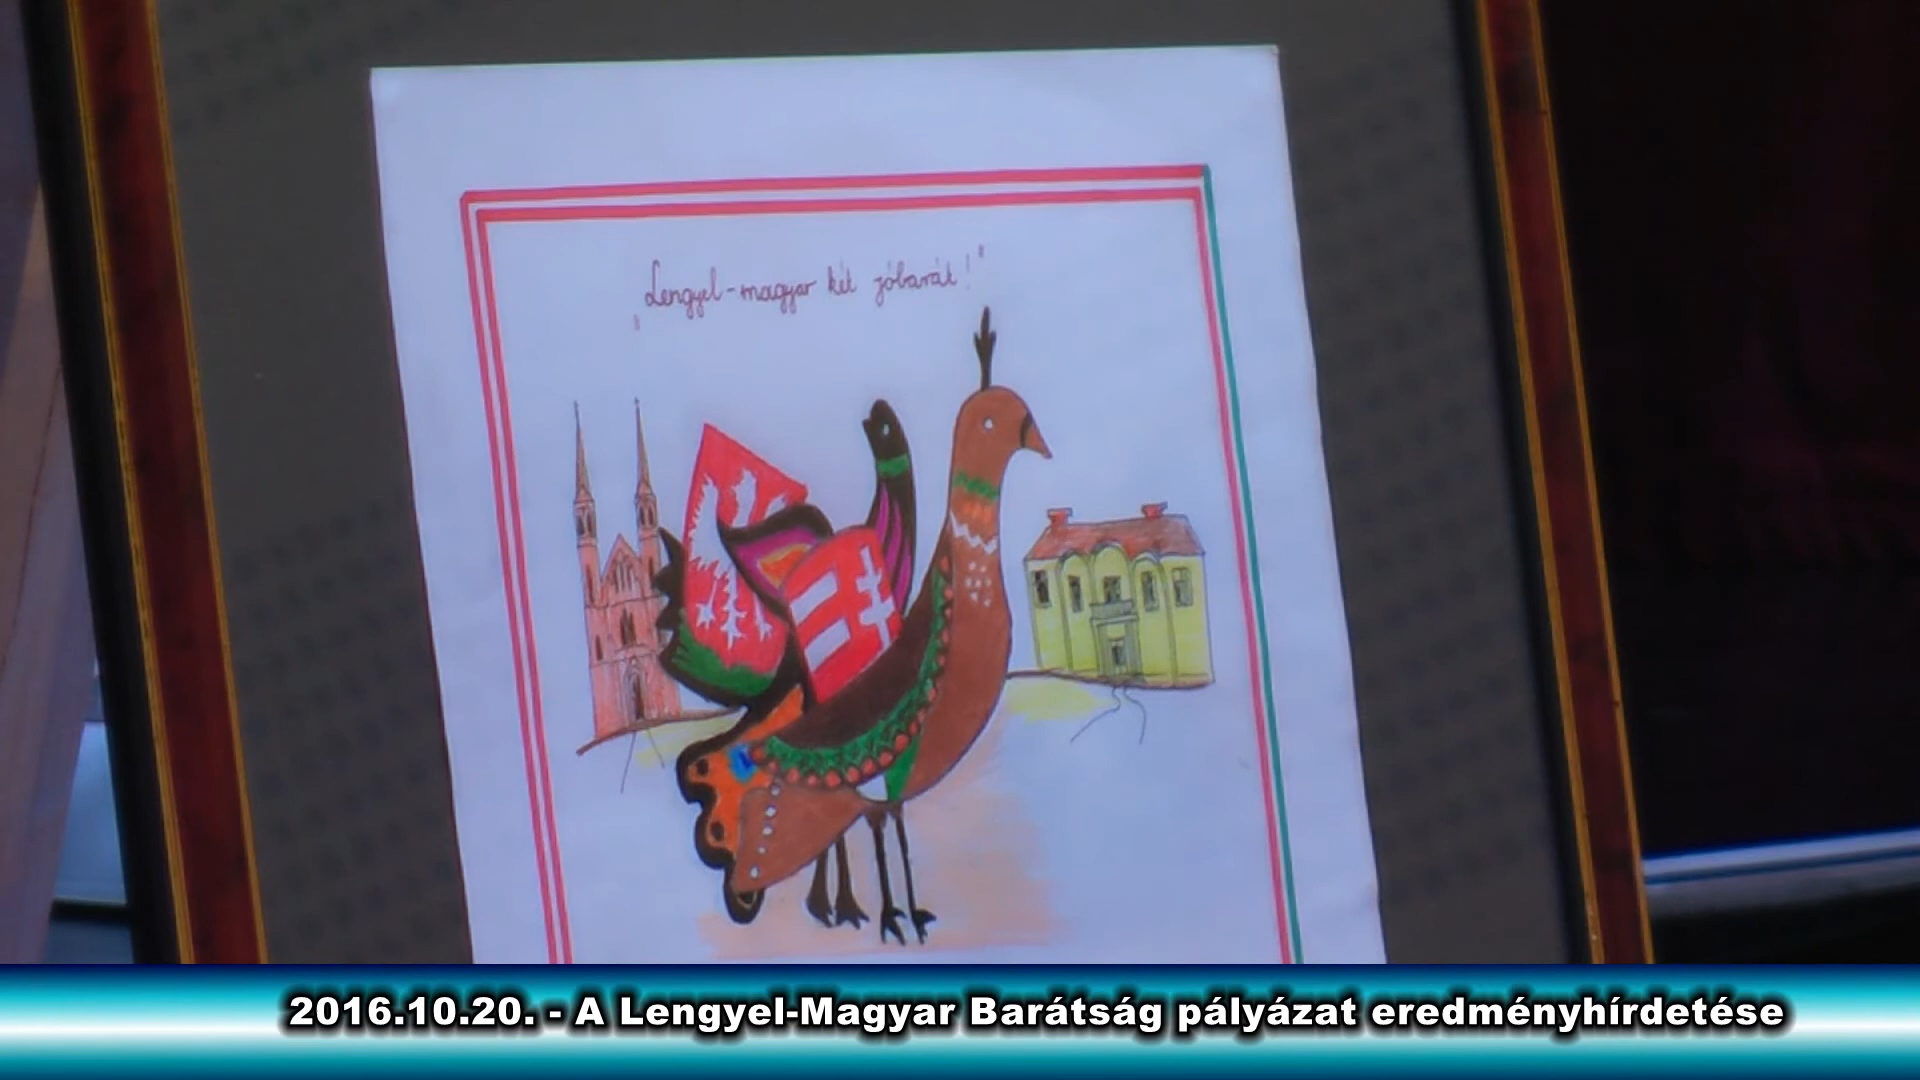 „Lengyel-magyar két jóbarát!"
2016.10.20. - A Lengyel-Magyar Barátság pályázat eredményhírdetése